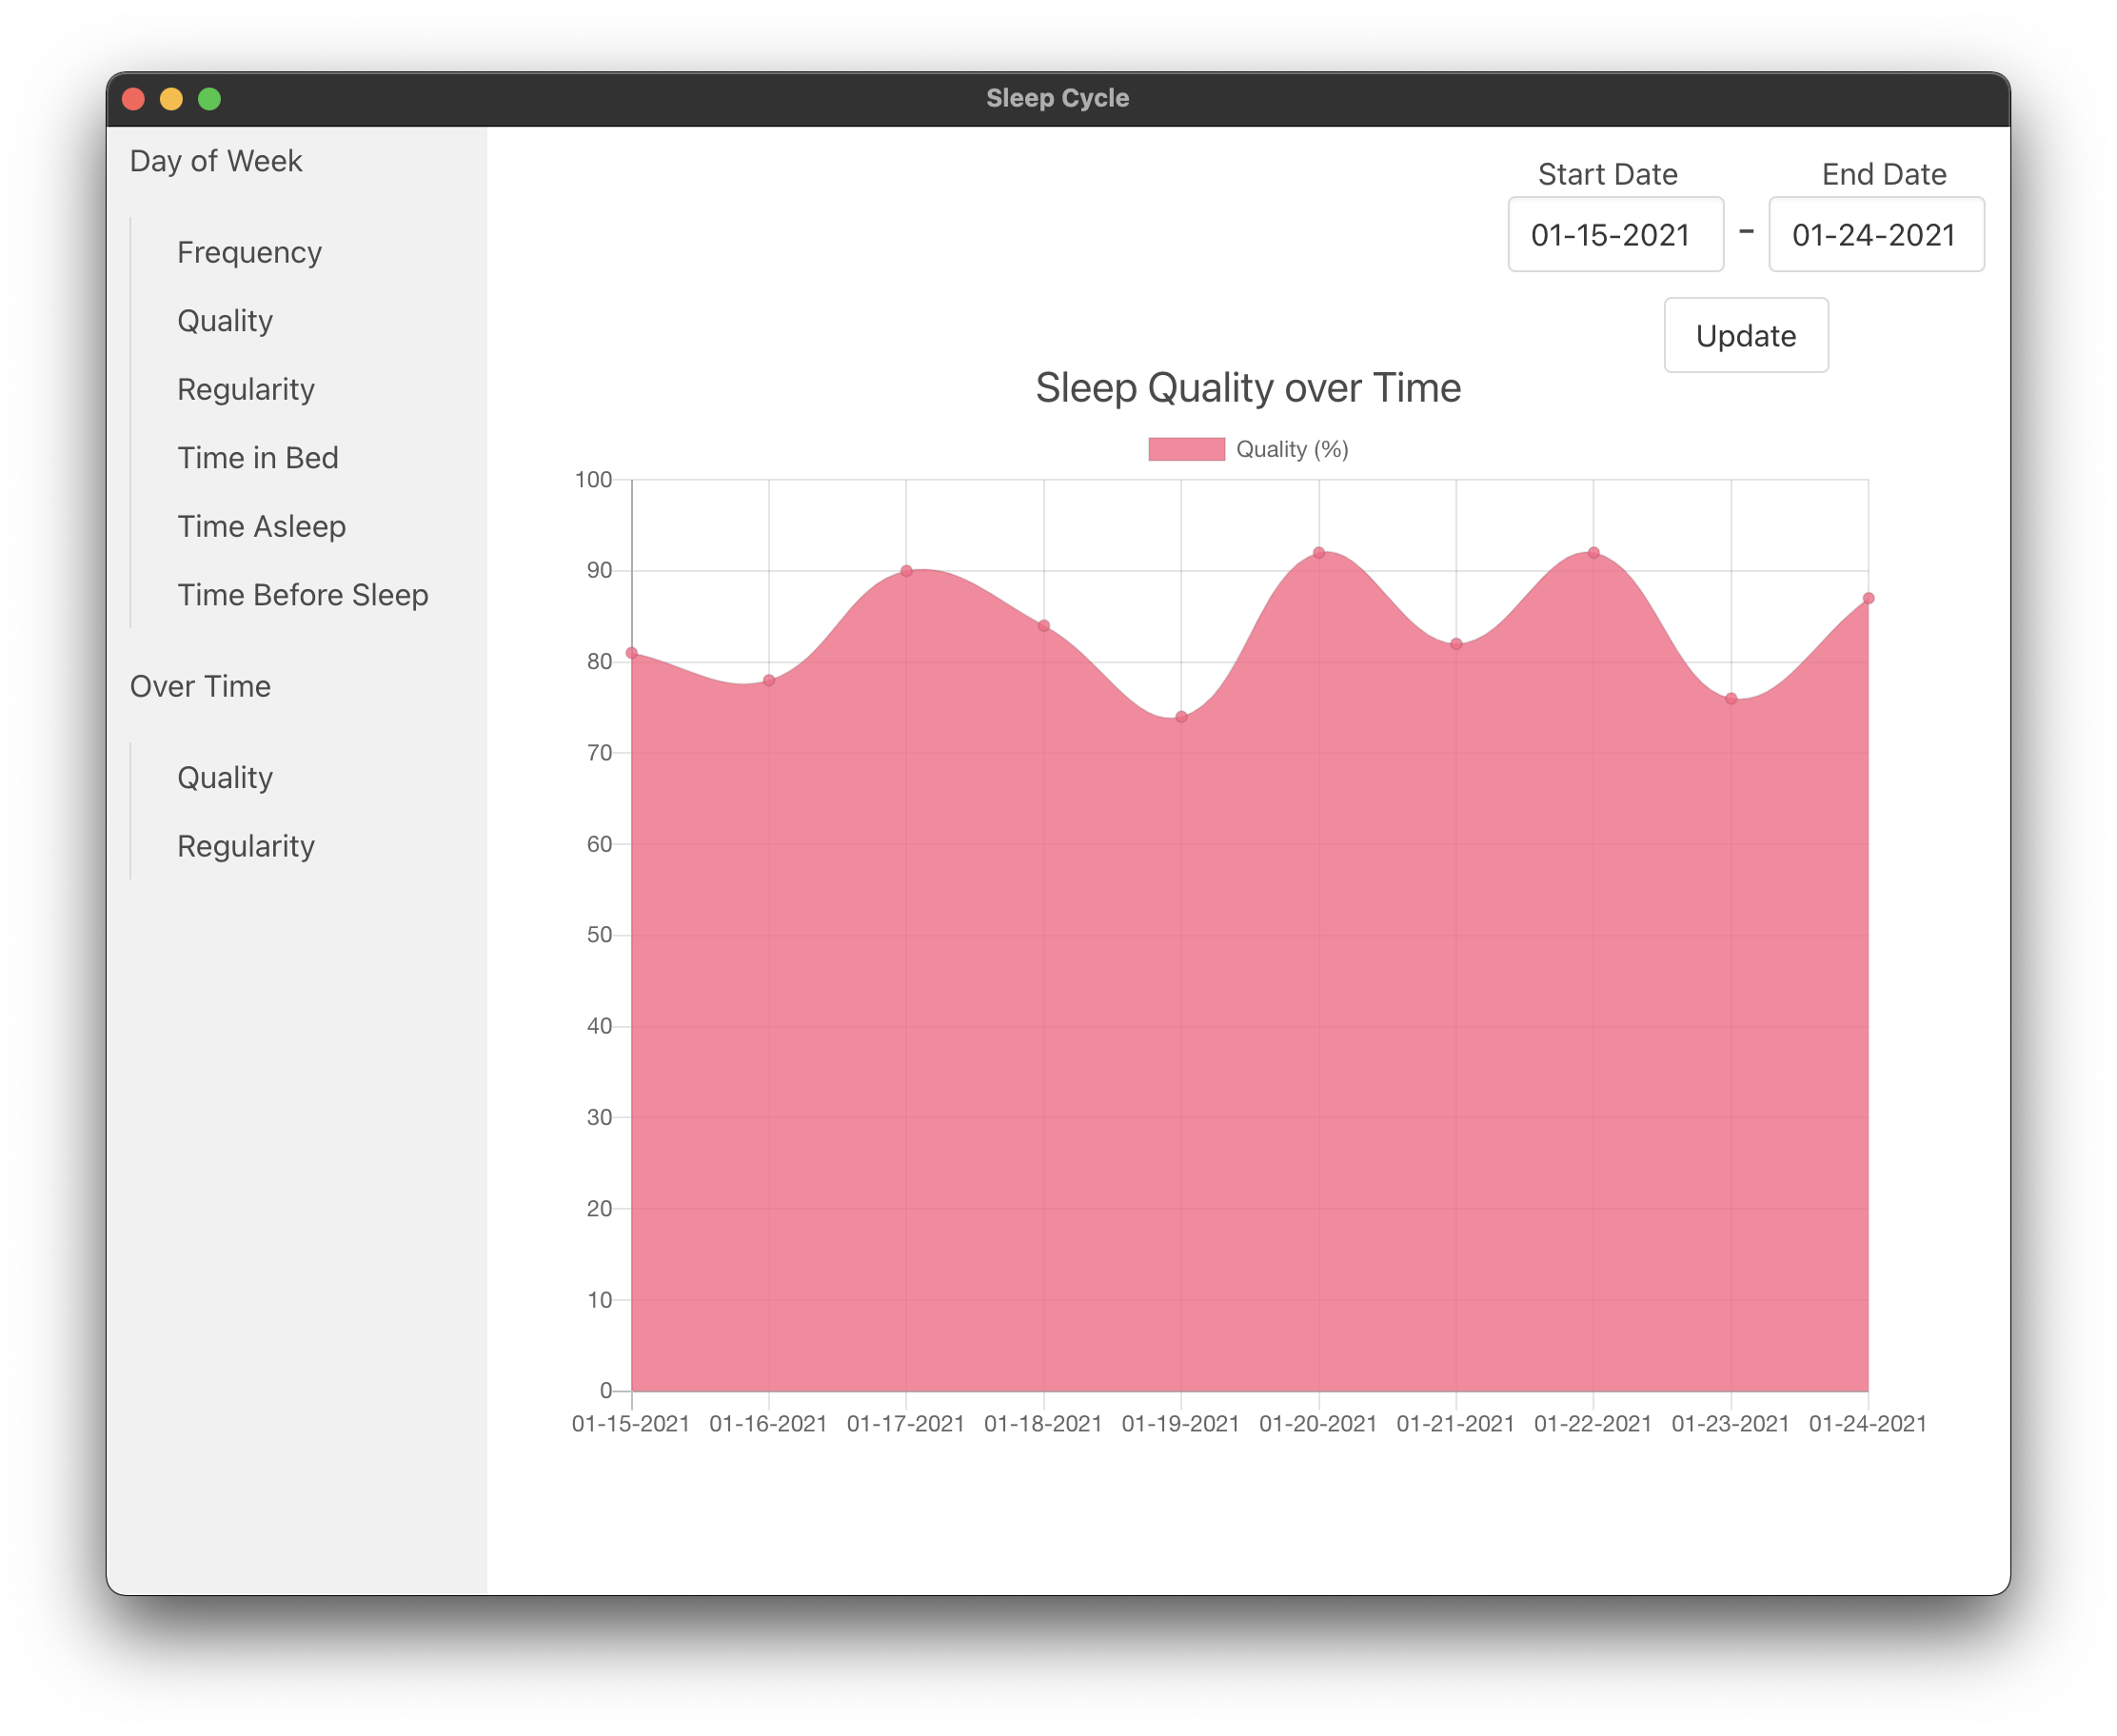 Sleep Cycle
Day of Week
Frequency
Quality
Regularity
Time in Bed
Time Asleep
Time Before Sleep
Over Time
Quality
Regularity
Start Date End Date
01-15-2021 - 01-24-2021
Update
Sleep Quality over Time
Quality (%)
100
90
80
70
60
50
40
30
20
10
0
01-15-2021 01-16-2021 01-17-2021 01-18-2021 01-19-2021 01-20-2021 01-21-2021 01-22-2021 01-23-2021 01-24-2021